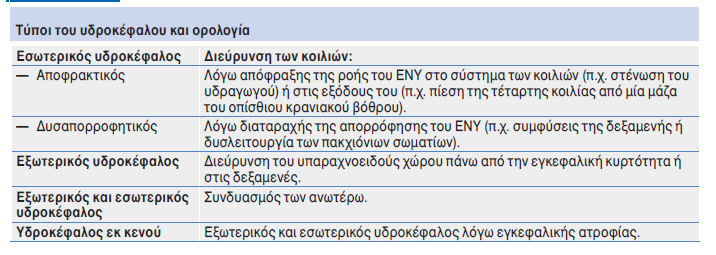 Τύποι του υδροκέφαλου και ορολογία
Εσωτερικός υδροκέφαλος Διεύρυνση των κοιλιών:
— Αποφρακτικός Λόγω απόφραξης της ροής του ΕΝΥ στο σύστημα των κοιλιών (π.χ. στένωση του
υδραγωγού) ή στις εξόδους του (π.χ. πίεση της τέταρτης κοιλίας από μία μάζα
του οπίσθιου κρανιακού βόθρου).
— Δυσαπορροφητικός Λόγω διαταραχής της απορρόφησης του ΕΝΥ (π.χ. συμφύσεις της δεξαμενής ή
δυσλειτουργία των πακχιόνιων σωματίων).
Εξωτερικός υδροκέφαλος Διεύρυνση του υπαραχνοειδούς χώρου πάνω από την εγκεφαλική κυρτότητα ή
στις δεξαμενές.
Εξωτερικός και εσωτερικός Συνδυασμός των ανωτέρω.
υδροκέφαλος
Υδροκέφαλος εκ κενού Εξωτερικός και εσωτερικός υδροκέφαλος λόγω εγκεφαλικής ατροφίας.